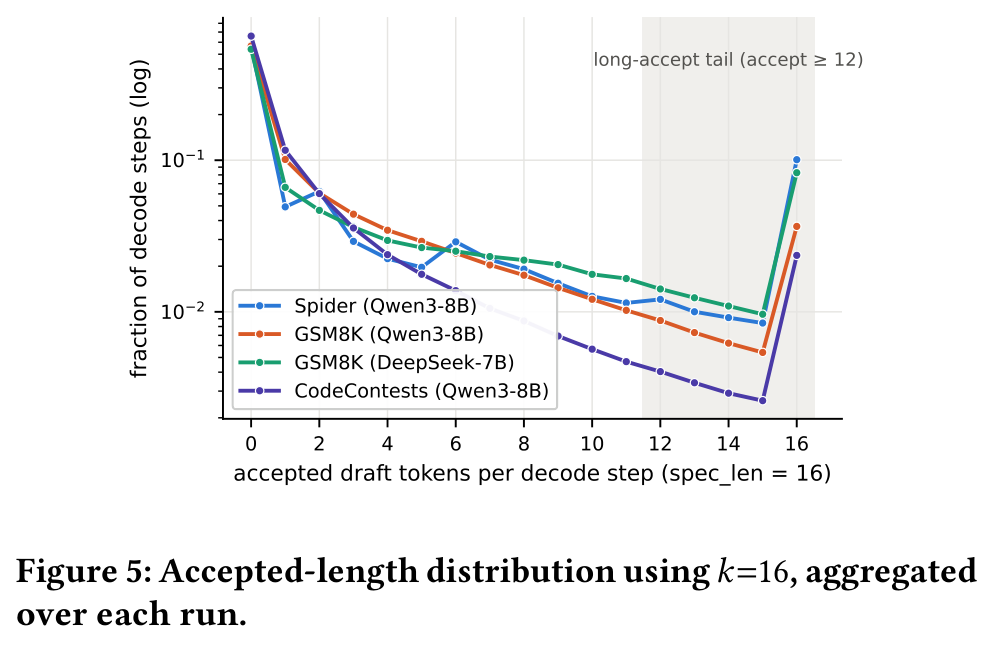 long-accept tail (accept ≥ 12)
fraction of decode steps (log)
10⁻¹
10⁻²
Spider (Qwen3-8B)
GSM8K (Qwen3-8B)
GSM8K (DeepSeek-7B)
CodeContests (Qwen3-8B)
0 2 4 6 8 10 12 14 16
accepted draft tokens per decode step (spec_len = 16)
Figure 5: Accepted-length distribution using k=16, aggregated
over each run.